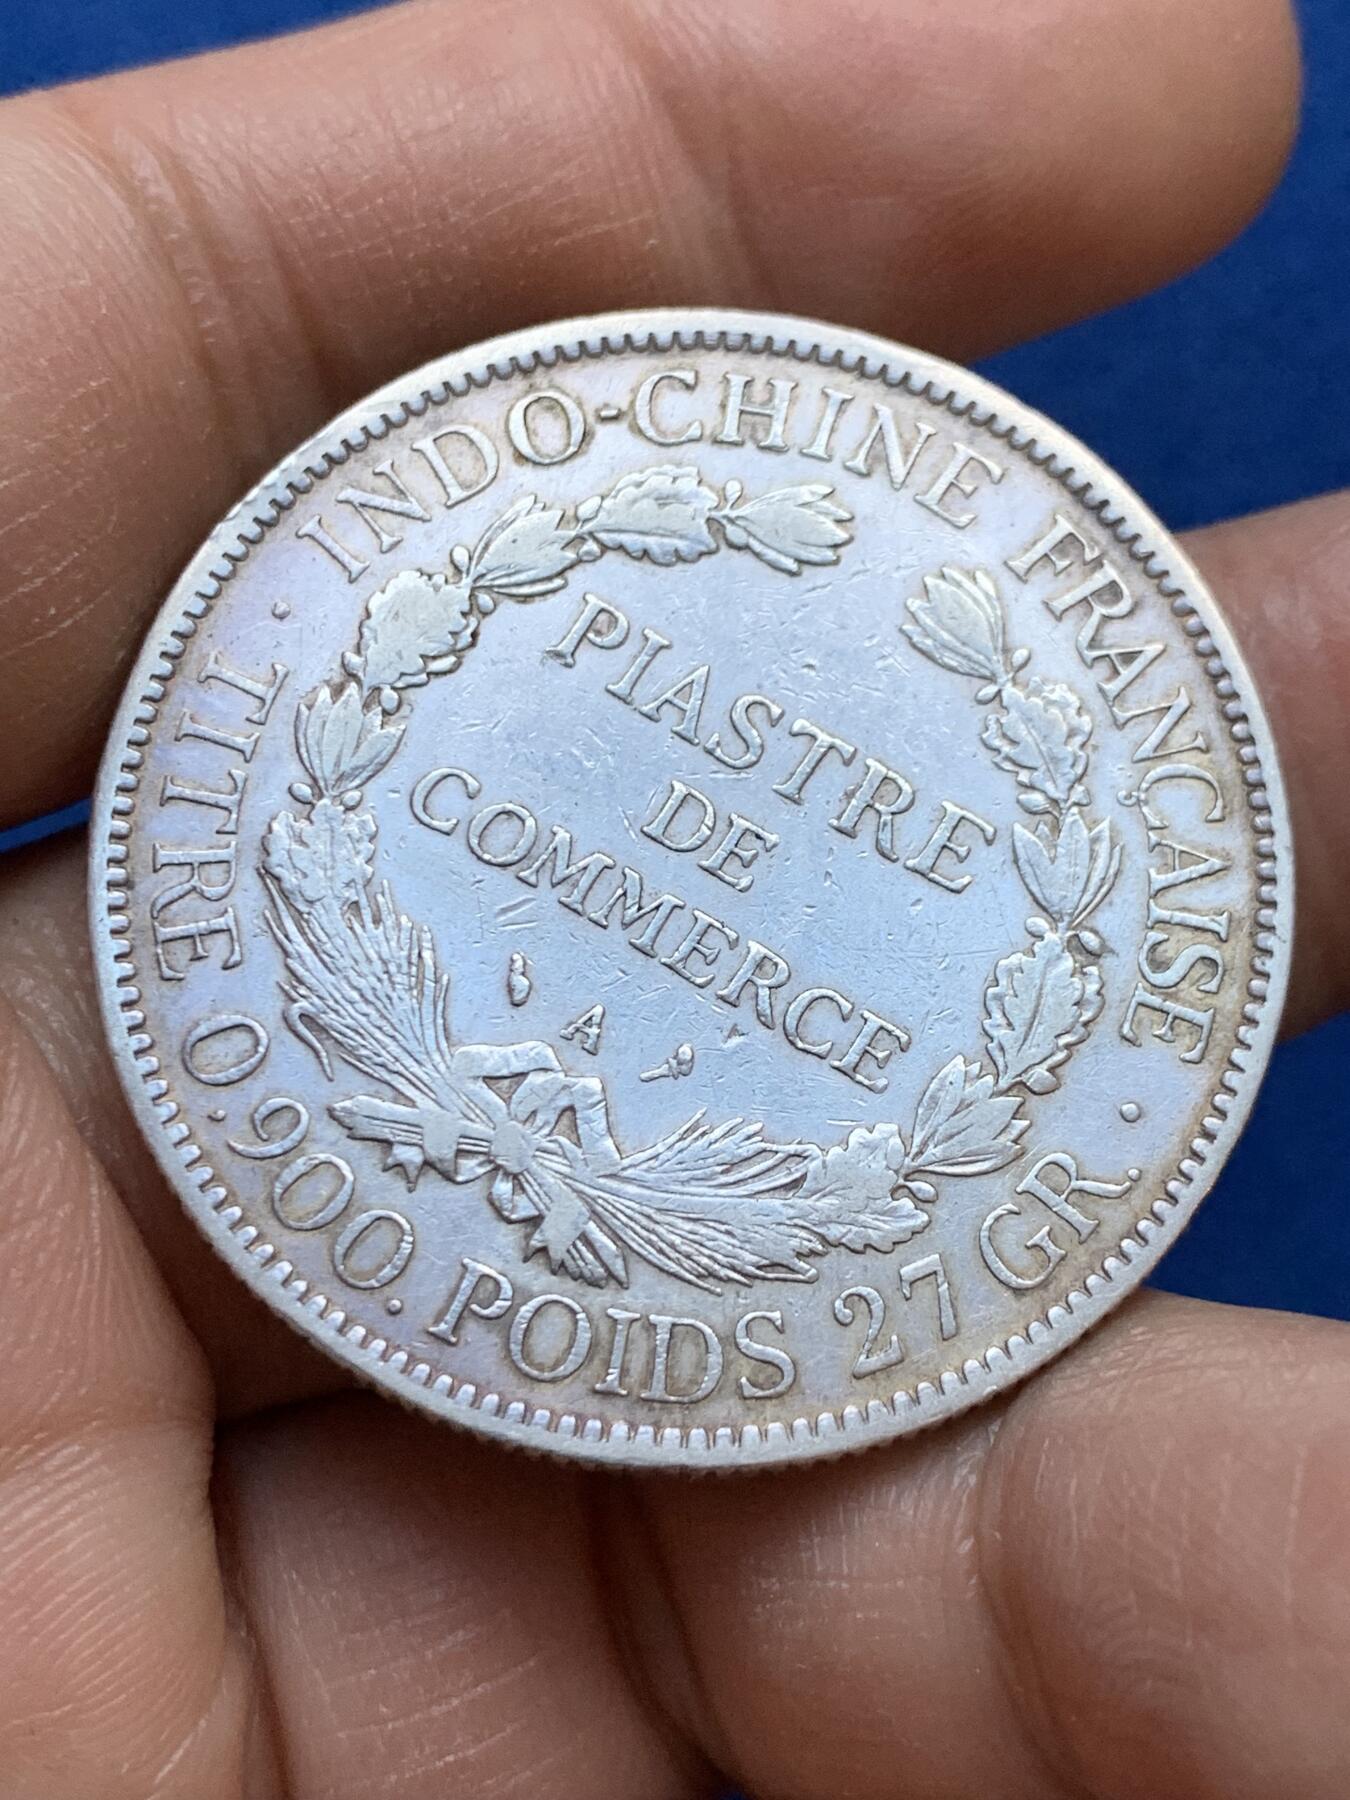 INDO-CHINE FRANÇAISE
PIASTRE
DE
COMMERCE
A
· TITRE 0,900. POIDS 27 GR. ·